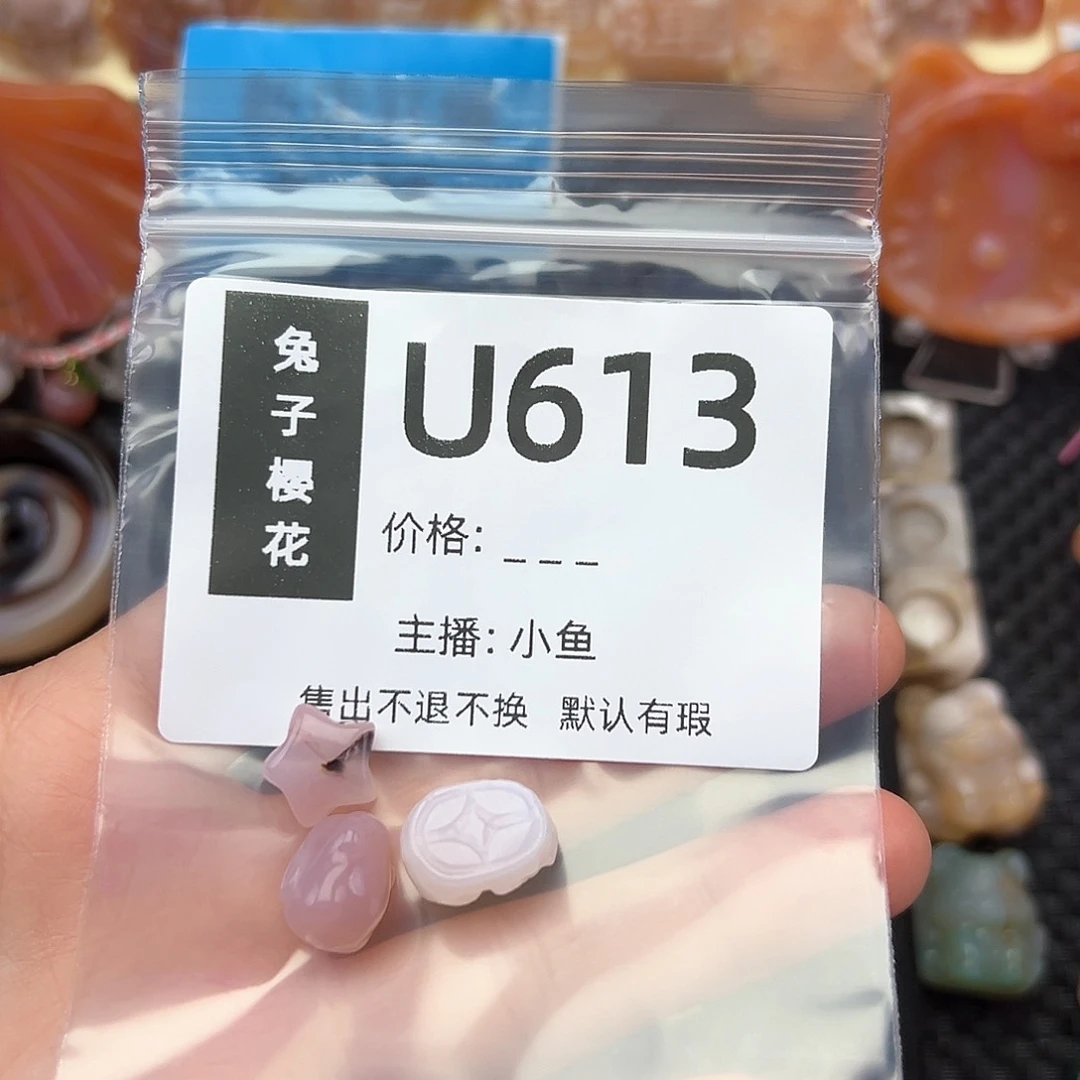 兔子樱花
U613
价格: _ _ _
主播: 小鱼
售出不退不换 默认有瑕